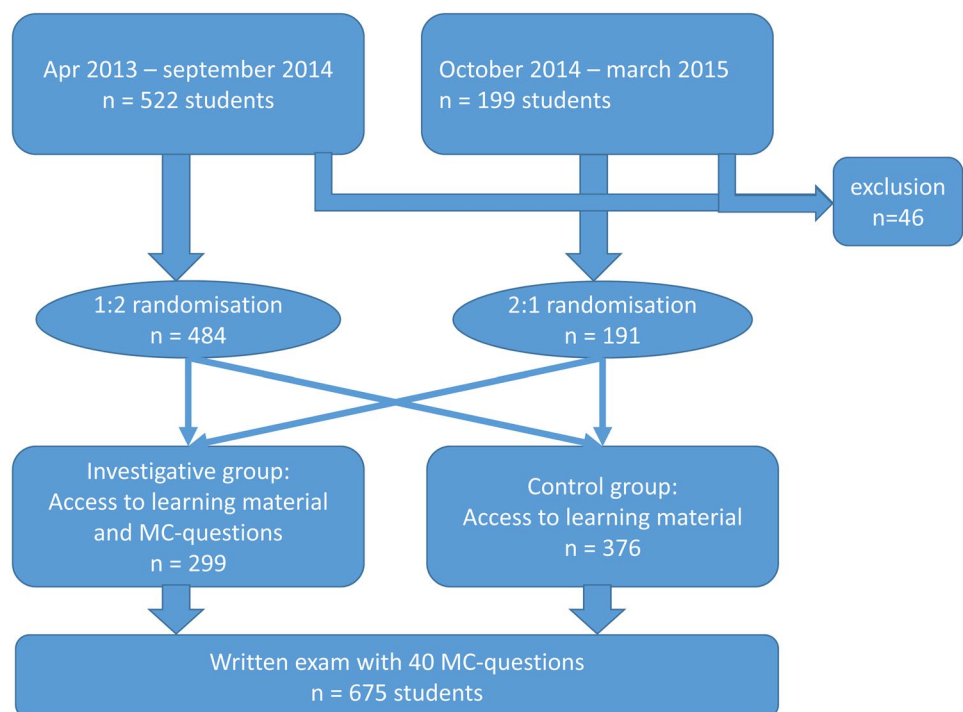 Apr 2013 – september 2014
n = 522 students
October 2014 – march 2015
n = 199 students
exclusion
n=46
1:2 randomisation
n = 484
2:1 randomisation
n = 191
Investigative group:
Access to learning material
and MC-questions
n = 299
Control group:
Access to learning material
n = 376
Written exam with 40 MC-questions
n = 675 students